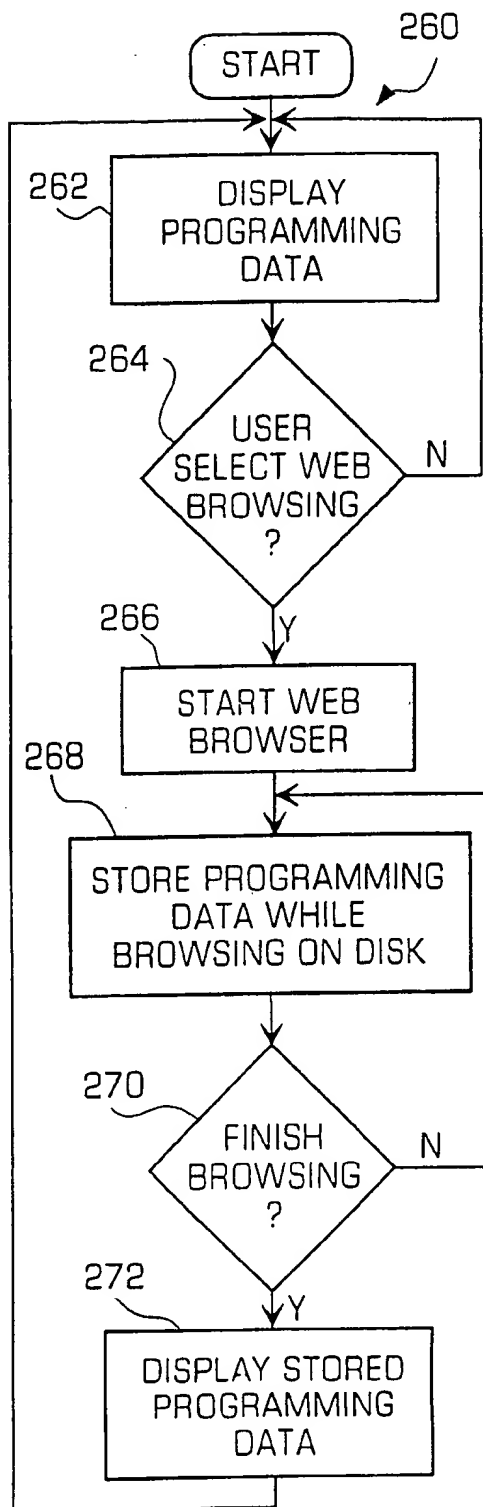 260
START
262
DISPLAY
PROGRAMMING
DATA
264
USER
SELECT WEB
BROWSING
?
N
Y
266
START WEB
BROWSER
268
STORE PROGRAMMING
DATA WHILE
BROWSING ON DISK
270
FINISH
BROWSING
?
N
Y
272
DISPLAY STORED
PROGRAMMING
DATA